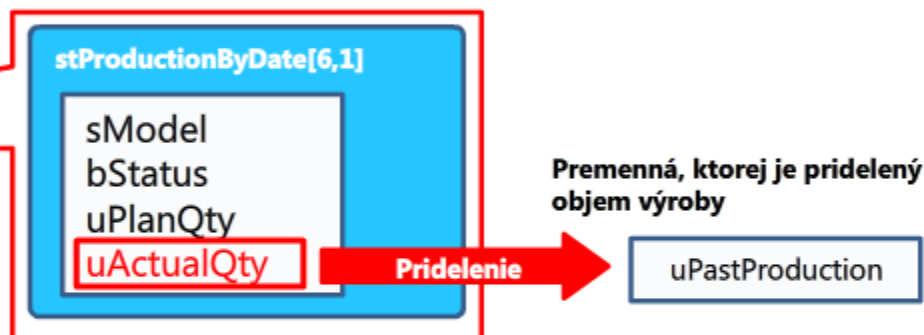 stProductionByDate[6,1]
sModel
bStatus
uPlanQty
uActualQty
Pridelenie
Premenná, ktorej je pridelený
objem výroby
uPastProduction